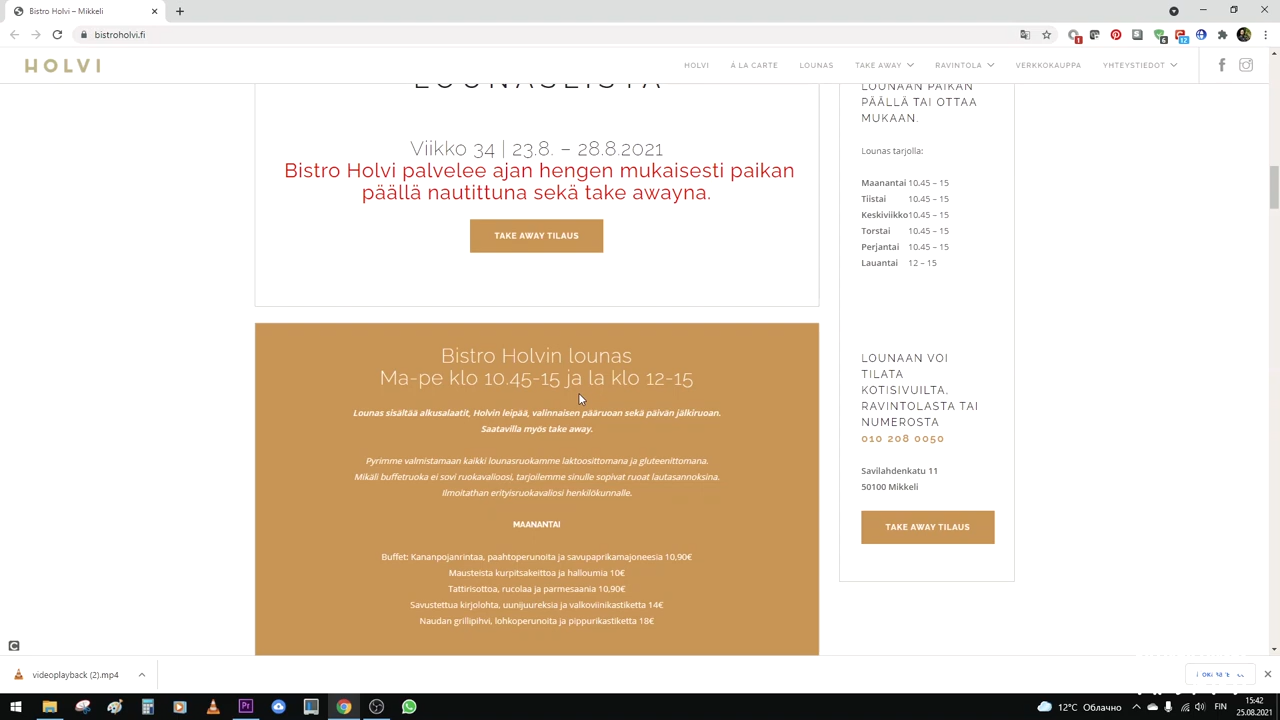 Bistro Holvi – Mikkeli
bistroholvi.fi
1
6
12
HOLVI
HOLVI
Á LA CARTE
LOUNAS
TAKE AWAY
RAVINTOLA
VERKKOKAUPPA
YHTEYSTIEDOT
LOUNASLISTA
Viikko 34 | 23.8. – 28.8.2021
Bistro Holvi palvelee ajan hengen mukaisesti paikan
päällä nautittuna sekä take awayna.
TAKE AWAY TILAUS
Bistro Holvin lounas
Ma-pe klo 10.45-15 ja la klo 12-15
Lounas sisältää alkusalaatit, Holvin leipää, valinnaisen pääruoan sekä päivän jälkiruoan.
Saatavilla myös take away.
Pyrimme valmistamaan kaikki lounasruokamme laktoosittomana ja gluteenittomana.
Mikäli buffetruoka ei sovi ruokavalioosi, tarjoilemme sinulle sopivat ruoat lautasannoksina.
Ilmoitathan erityisruokavaliosi henkilökunnalle.
MAANANTAI
Buffet: Kananpojanrintaa, paahtoperunoita ja savupaprikamajoneesia 10,90€
Mausteista kurpitsakeittoa ja halloumia 10€
Tattirisottoa, rucolaa ja parmesaania 10,90€
Savustettua kirjolohta, uunijuureksia ja valkoviinikastiketta 14€
Naudan grillipihvi, lohkoperunoita ja pippurikastiketta 18€
LOUNAAN PAIKAN
PÄÄLLÄ TAI OTTAA
MUKAAN.
Lounas tarjolla:
Maanantai 10.45 – 15
Tiistai 10.45 – 15
Keskiviikko10.45 – 15
Torstai 10.45 – 15
Perjantai 10.45 – 15
Lauantai 12 – 15
LOUNAAN VOI
TILATA
KOTISIVUILTA,
RAVINTOLASTA TAI
NUMEROSTA
010 208 0050
Savilahdenkatu 11
50100 Mikkeli
TAKE AWAY TILAUS
videoplayback (2).mp4
FIN
15:42
25.08.2021